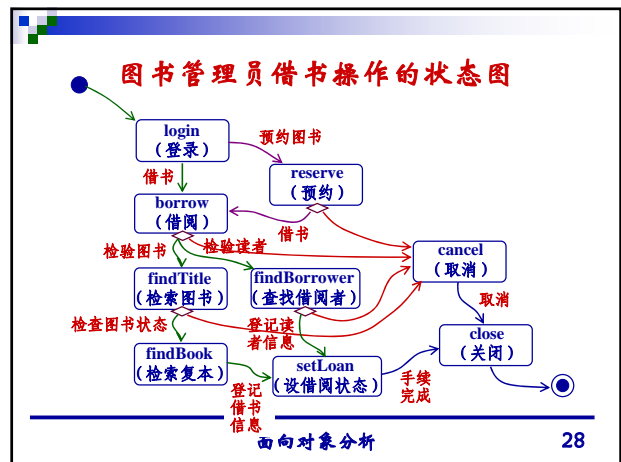 图书管理员借书操作的状态图
login
（登录）
预约图书
借书
reserve
（预约）
borrow
（借阅）
借书
检验图书
检验读者
cancel
（取消）
findTitle
（检索图书）
findBorrower
（查找借阅者）
取消
检查图书状态
登记读
者信息
close
（关闭）
findBook
（检索复本）
setLoan
（设借阅状态）
手续
完成
登记
借书
信息
面向对象分析
28